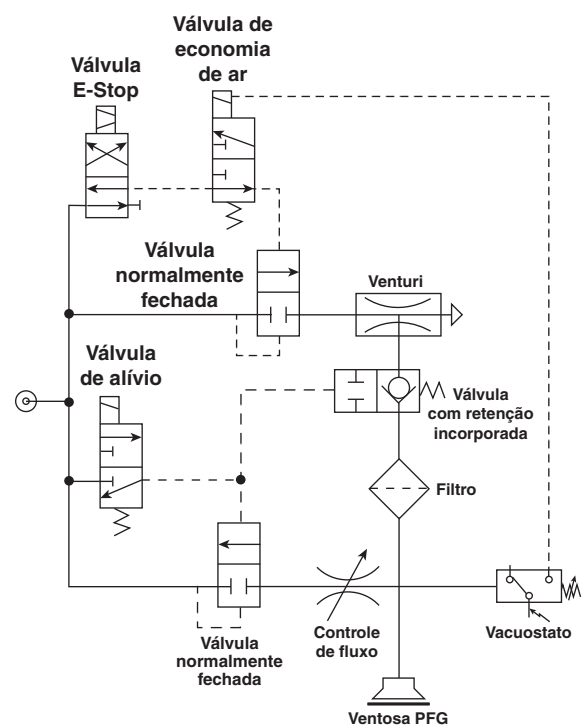 Válvula de
economia
de ar
Válvula
E-Stop
Válvula
normalmente
fechada
Venturi
Válvula
de alívio
Válvula
com retenção
incorporada
Filtro
Controle
de fluxo
Vacuostato
Válvula
normalmente
fechada
Ventosa PFG